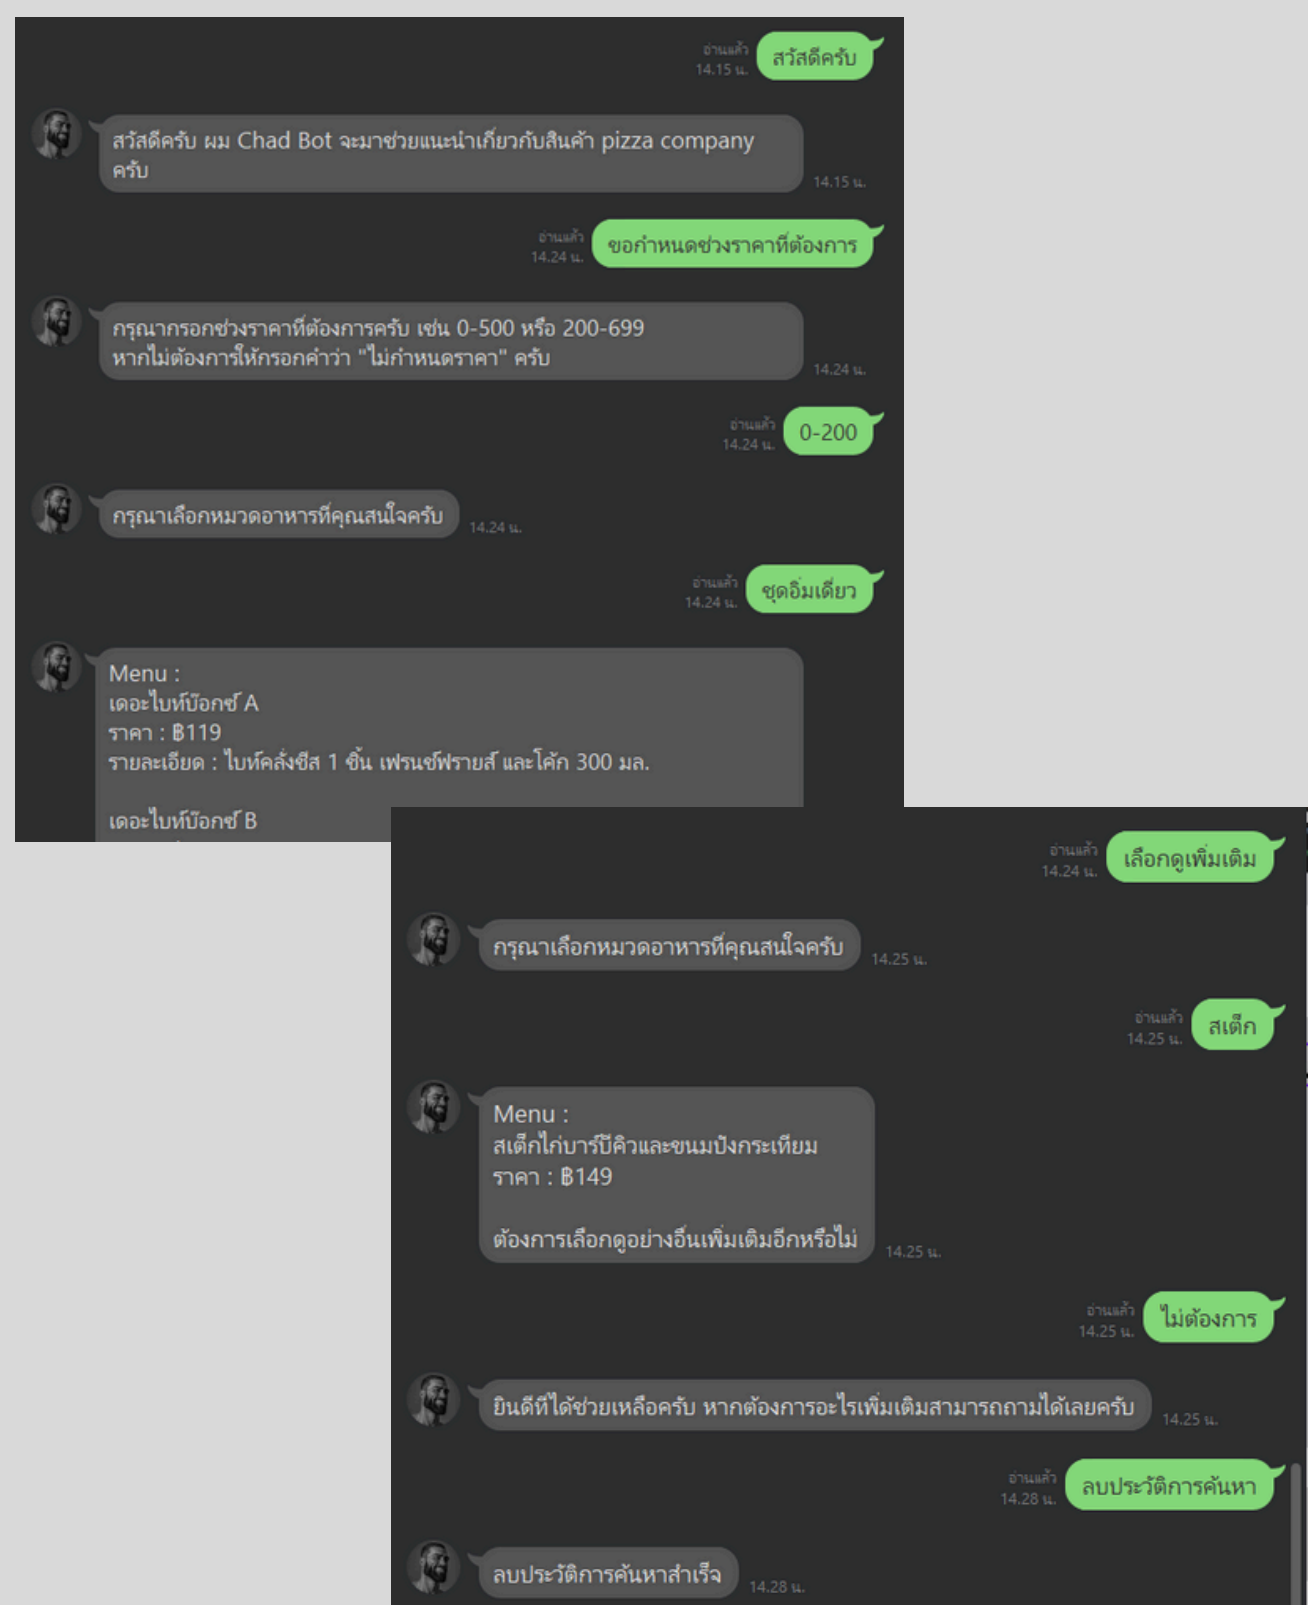 อ่านแล้ว
14.15 น.
สวัสดีครับ
สวัสดีครับ ผม Chad Bot จะมาช่วยแนะนำเกี่ยวกับสินค้า pizza company
ครับ
14.15 น.
อ่านแล้ว
14.24 น.
ขอกำหนดช่วงราคาที่ต้องการ
กรุณากรอกช่วงราคาที่ต้องการครับ เช่น 0-500 หรือ 200-699
หากไม่ต้องการให้กรอกคำว่า "ไม่กำหนดราคา" ครับ
14.24 น.
อ่านแล้ว
14.24 น.
0-200
กรุณาเลือกหมวดอาหารที่คุณสนใจครับ
14.24 น.
อ่านแล้ว
14.24 น.
ชุดอิ่มเดี่ยว
Menu :
เดอะไบท์บ๊อกซ์ A
ราคา : ฿119
รายละเอียด : ไบท์คลั่งชีส 1 ชิ้น เฟรนช์ฟรายส์ และโค้ก 300 มล.
เดอะไบท์บ๊อกซ์ B
อ่านแล้ว
14.24 น.
เลือกดูเพิ่มเติม
กรุณาเลือกหมวดอาหารที่คุณสนใจครับ
14.25 น.
อ่านแล้ว
14.25 น.
สเต็ก
Menu :
สเต็กไก่บาร์บีคิวและขนมปังกระเทียม
ราคา : ฿149
ต้องการเลือกดูอย่างอื่นเพิ่มเติมอีกหรือไม่
14.25 น.
อ่านแล้ว
14.25 น.
ไม่ต้องการ
ยินดีที่ได้ช่วยเหลือครับ หากต้องการอะไรเพิ่มเติมสามารถถามได้เลยครับ
14.25 น.
อ่านแล้ว
14.28 น.
ลบประวัติการค้นหา
ลบประวัติการค้นหาสำเร็จ
14.28 น.